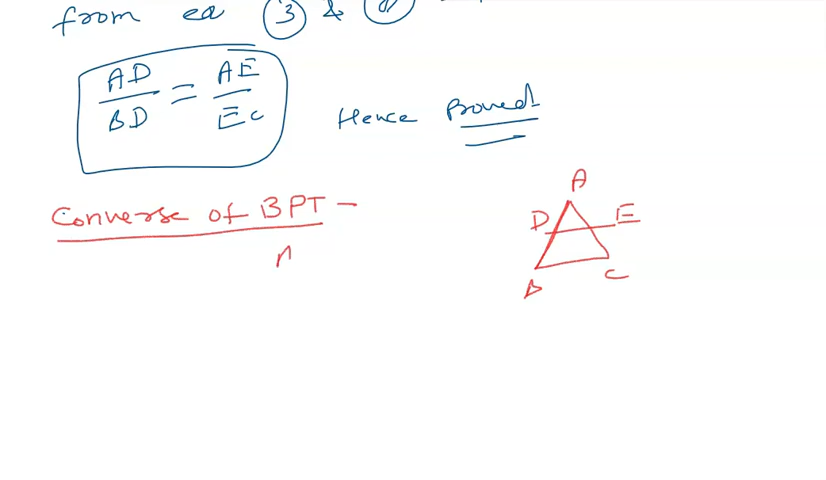 from eq ③ &
AD/BD = AE/EC
Hence Proved
Converse of BPT –
A
D E
B C